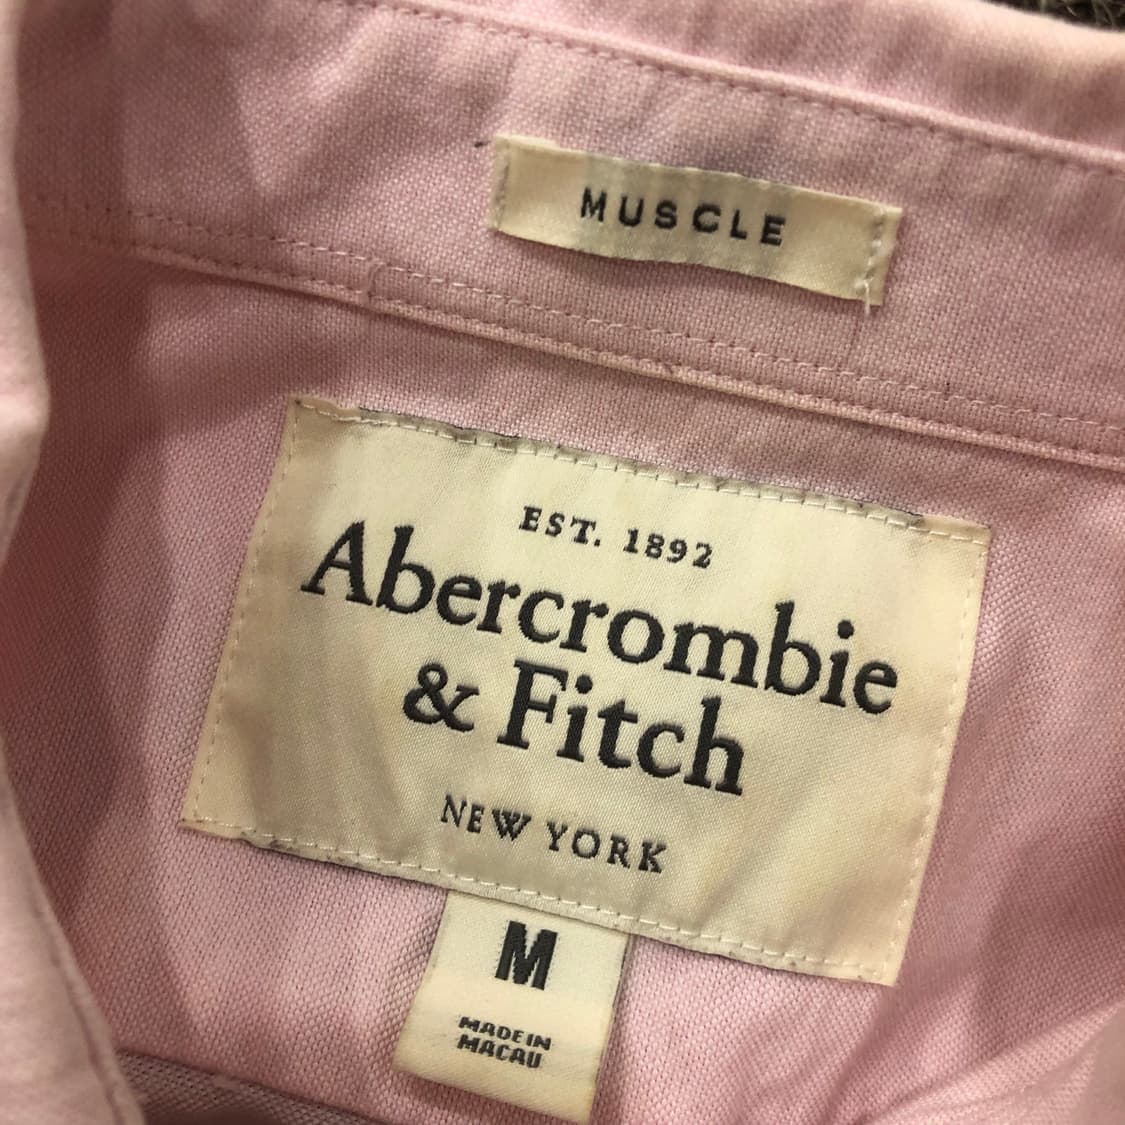 MUSCLE
EST. 1892
Abercrombie
& Fitch
NEW YORK
M
MADE IN
MACAU